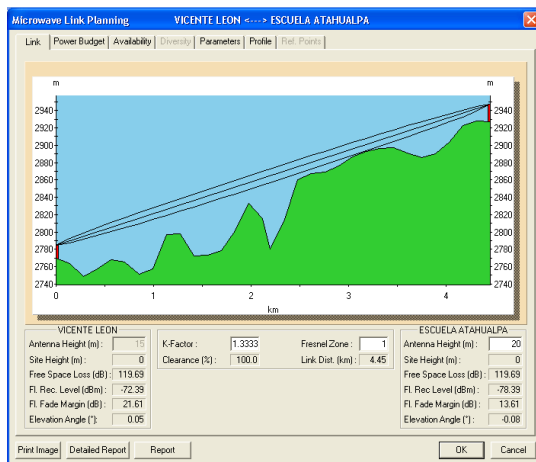 Microwave Link Planning VICENTE LEON <---> ESCUELA ATAHUALPA
Link Power Budget Availability Diversity Parameters Profile Ref. Points
m m
2940 2940
2920 2920
2900 2900
2880 2880
2860 2860
2840 2840
2820 2820
2800 2800
2780 2780
2760 2760
2740 2740
0 1 2 3 4
km
VICENTE LEON
Antenna Height (m) : 15
Site Height (m) : 0
Free Space Loss (dB) : 119.69
Fl. Rec. Level (dBm) : -72.39
Fl. Fade Margin (dB) : 21.61
Elevation Angle (°): 0.05
K-Factor : 1.3333 Fresnel Zone : 1
Clearance (%) : 100.0 Link Dist. (km) : 4.45
ESCUELA ATAHUALPA
Antenna Height (m) : 20
Site Height (m) : 0
Free Space Loss (dB) : 119.69
Fl. Rec. Level (dBm) : -78.39
Fl. Fade Margin (dB) : 13.61
Elevation Angle (°): -0.08
Print Image Detailed Report Report OK Cancel